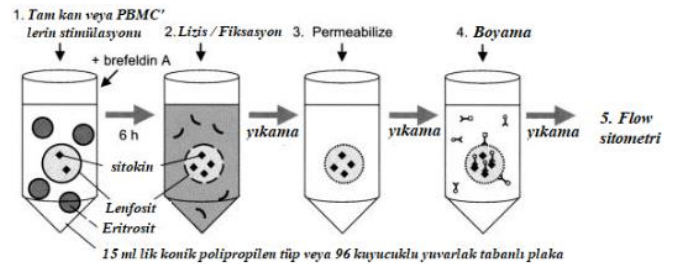 1. Tam kan veya PBMC'
lerin stimülasyonu
2. Lizis / Fiksasyon
3. Permeabilize
4. Boyama
+ brefeldin A
6 h
yıkama
yıkama
yıkama
5. Flow
sitometri
sitokin
Lenfosit
Eritrosit
15 ml lik konik polipropilen tüp veya 96 kuyucuklu yuvarlak tabanlı plaka